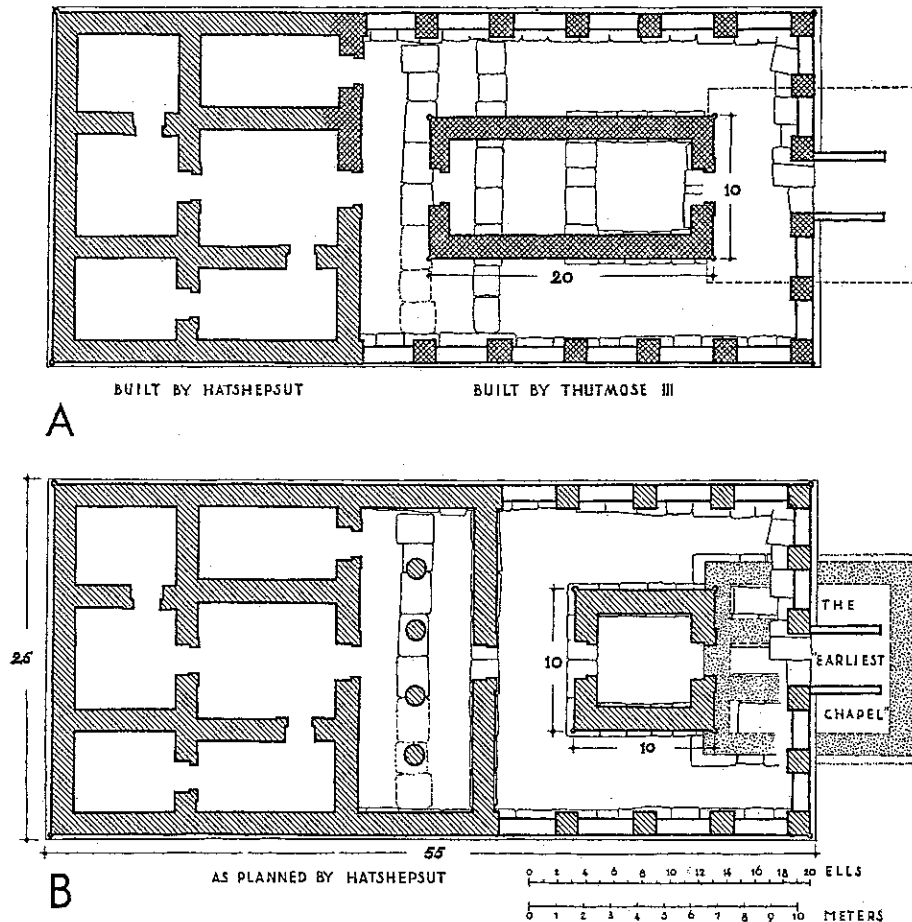 10
20
BUILT BY HATSHEPSUT BUILT BY THUTMOSE III
A
THE
"EARLIEST
CHAPEL"
25
10
10
55
B
AS PLANNED BY HATSHEPSUT
0 2 4 6 8 10 12 14 16 18 20 ELLS
0 1 2 3 4 5 6 7 8 9 10 METERS